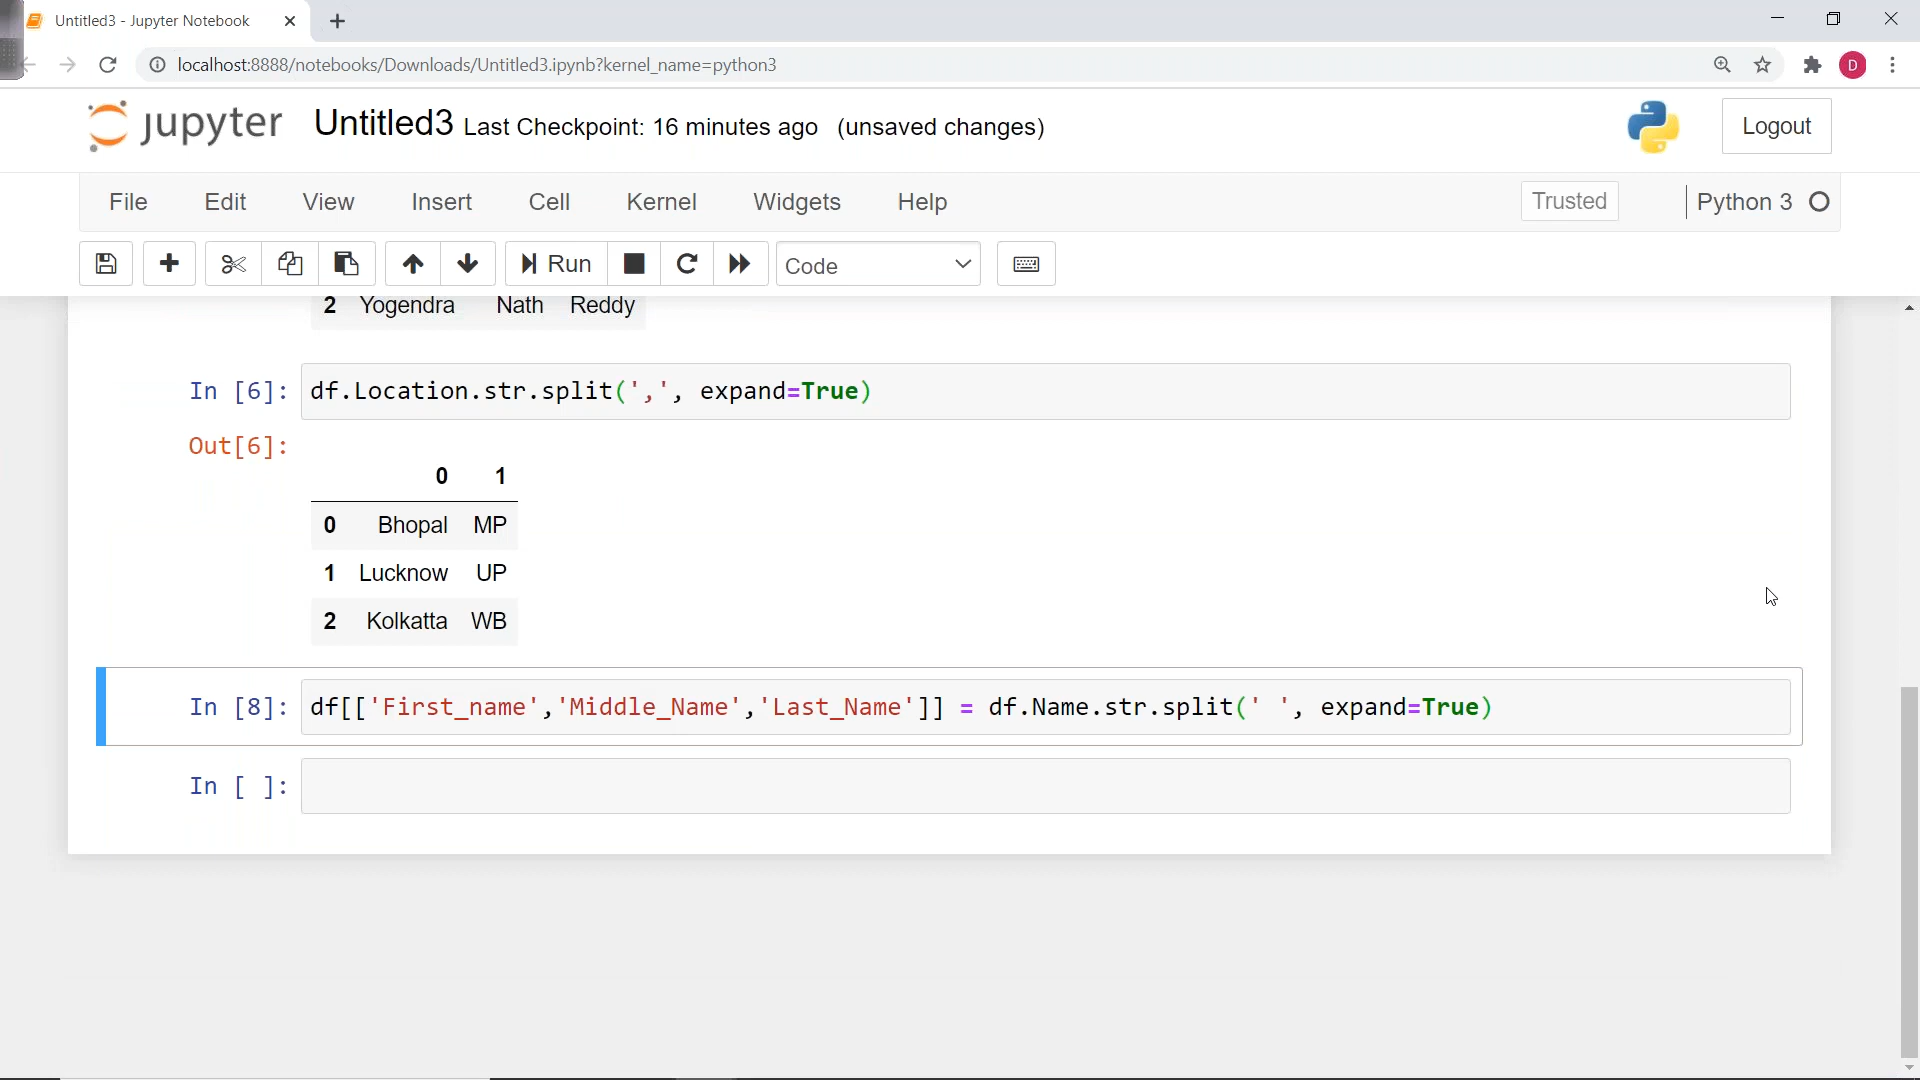 Untitled3 - Jupyter Notebook
localhost:8888/notebooks/Downloads/Untitled3.ipynb?kernel_name=python3
D
jupyter Untitled3 Last Checkpoint: 16 minutes ago (unsaved changes)
Logout
File Edit View Insert Cell Kernel Widgets Help Trusted Python 3
Run Code
2 Yogendra Nath Reddy
In [6]: df.Location.str.split(',', expand=True)
Out[6]:
0 1
0 Bhopal MP
1 Lucknow UP
2 Kolkatta WB
In [8]: df[['First_name','Middle_Name','Last_Name']] = df.Name.str.split(' ', expand=True)
In [ ]: